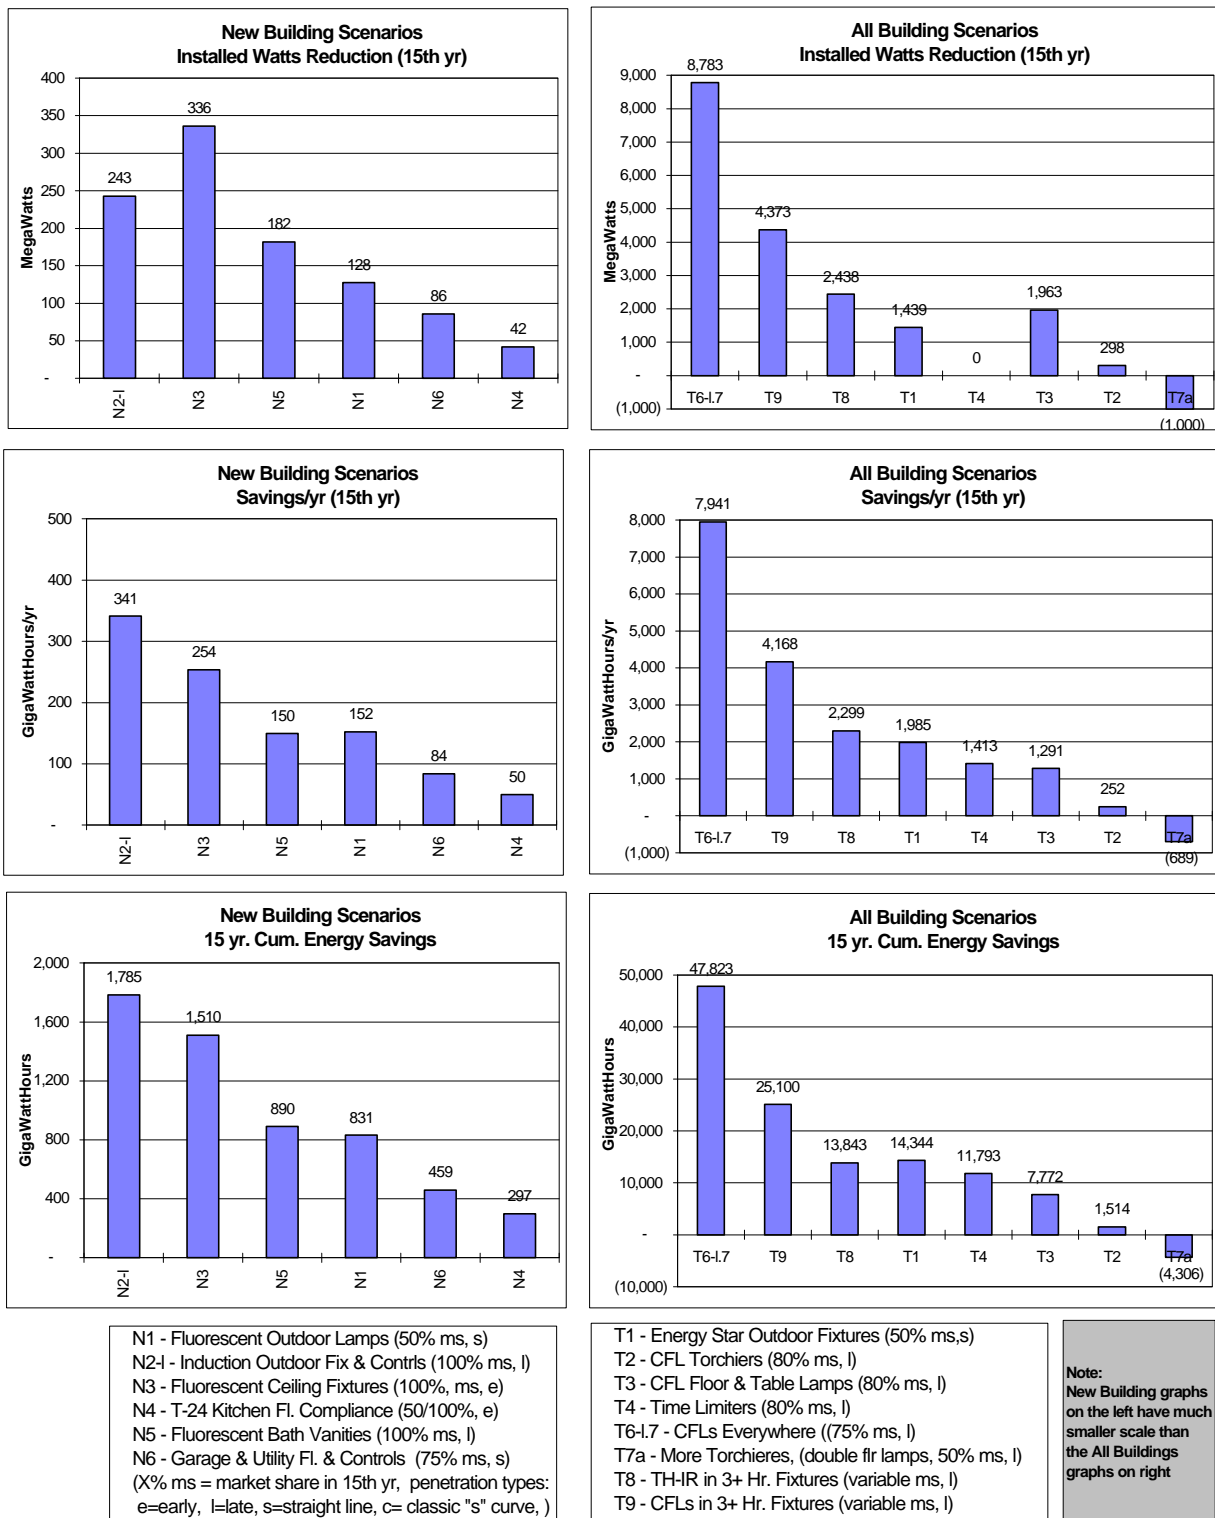 New Building Scenarios
Installed Watts Reduction (15th yr)
MegaWatts
400
350
300
250
200
150
100
50
-
243
336
182
128
86
42
N2-l
N3
N5
N1
N6
N4
All Building Scenarios
Installed Watts Reduction (15th yr)
MegaWatts
9,000
8,000
7,000
6,000
5,000
4,000
3,000
2,000
1,000
-
(1,000)
8,783
4,373
2,438
1,439
0
1,963
298
(1,000)
T6-l.7
T9
T8
T1
T4
T3
T2
T7a
New Building Scenarios
Savings/yr (15th yr)
GigaWattHours/yr
500
400
300
200
100
-
341
254
150
152
84
50
N2-l
N3
N5
N1
N6
N4
All Building Scenarios
Savings/yr (15th yr)
GigaWattHours/yr
8,000
7,000
6,000
5,000
4,000
3,000
2,000
1,000
-
(1,000)
7,941
4,168
2,299
1,985
1,413
1,291
252
(689)
T6-l.7
T9
T8
T1
T4
T3
T2
T7a
New Building Scenarios
15 yr. Cum. Energy Savings
GigaWattHours
2,000
1,600
1,200
800
400
-
1,785
1,510
890
831
459
297
N2-l
N3
N5
N1
N6
N4
All Building Scenarios
15 yr. Cum. Energy Savings
GigaWattHours
50,000
40,000
30,000
20,000
10,000
-
(10,000)
47,823
25,100
13,843
14,344
11,793
7,772
1,514
(4,306)
T6-l.7
T9
T8
T1
T4
T3
T2
T7a
N1 - Fluorescent Outdoor Lamps (50% ms, s)
N2-l - Induction Outdoor Fix & Contrls (100% ms, l)
N3 - Fluorescent Ceiling Fixtures (100%, ms, e)
N4 - T-24 Kitchen Fl. Compliance (50/100%, e)
N5 - Fluorescent Bath Vanities (100% ms, l)
N6 - Garage & Utility Fl. & Controls (75% ms, s)
(X% ms = market share in 15th yr, penetration types:
e=early, l=late, s=straight line, c= classic "s" curve, )
T1 - Energy Star Outdoor Fixtures (50% ms,s)
T2 - CFL Torchiers (80% ms, l)
T3 - CFL Floor & Table Lamps (80% ms, l)
T4 - Time Limiters (80% ms, l)
T6-l.7 - CFLs Everywhere ((75% ms, l)
T7a - More Torchieres, (double flr lamps, 50% ms, l)
T8 - TH-IR in 3+ Hr. Fixtures (variable ms, l)
T9 - CFLs in 3+ Hr. Fixtures (variable ms, l)
Note:
New Building graphs
on the left have much
smaller scale than
the All Buildings
graphs on right